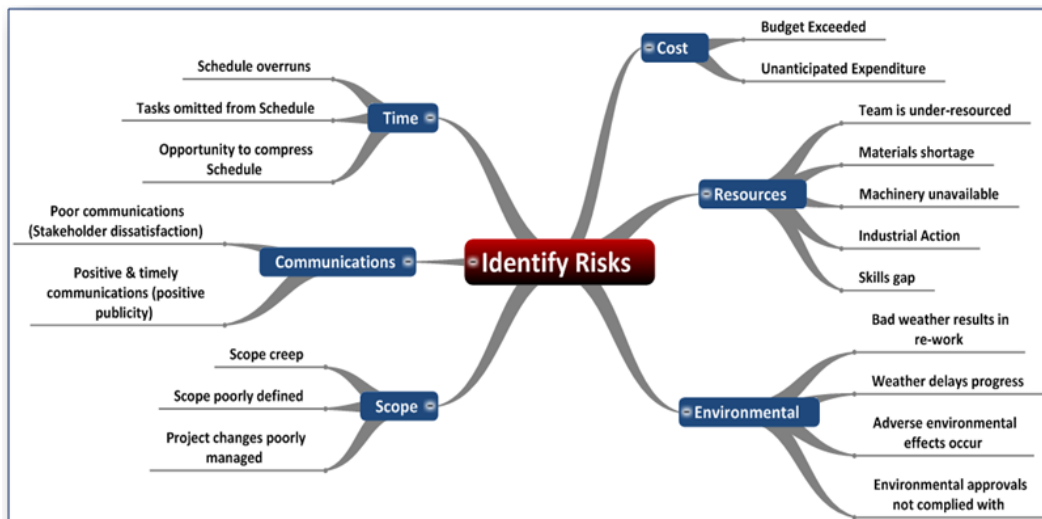 Identify Risks
Cost
Budget Exceeded
Unanticipated Expenditure
Resources
Team is under-resourced
Materials shortage
Machinery unavailable
Industrial Action
Skills gap
Environmental
Bad weather results in
re-work
Weather delays progress
Adverse environmental
effects occur
Environmental approvals
not complied with
Time
Schedule overruns
Tasks omitted from Schedule
Opportunity to compress
Schedule
Communications
Poor communications
(Stakeholder dissatisfaction)
Positive & timely
communications (positive
publicity)
Scope
Scope creep
Scope poorly defined
Project changes poorly
managed